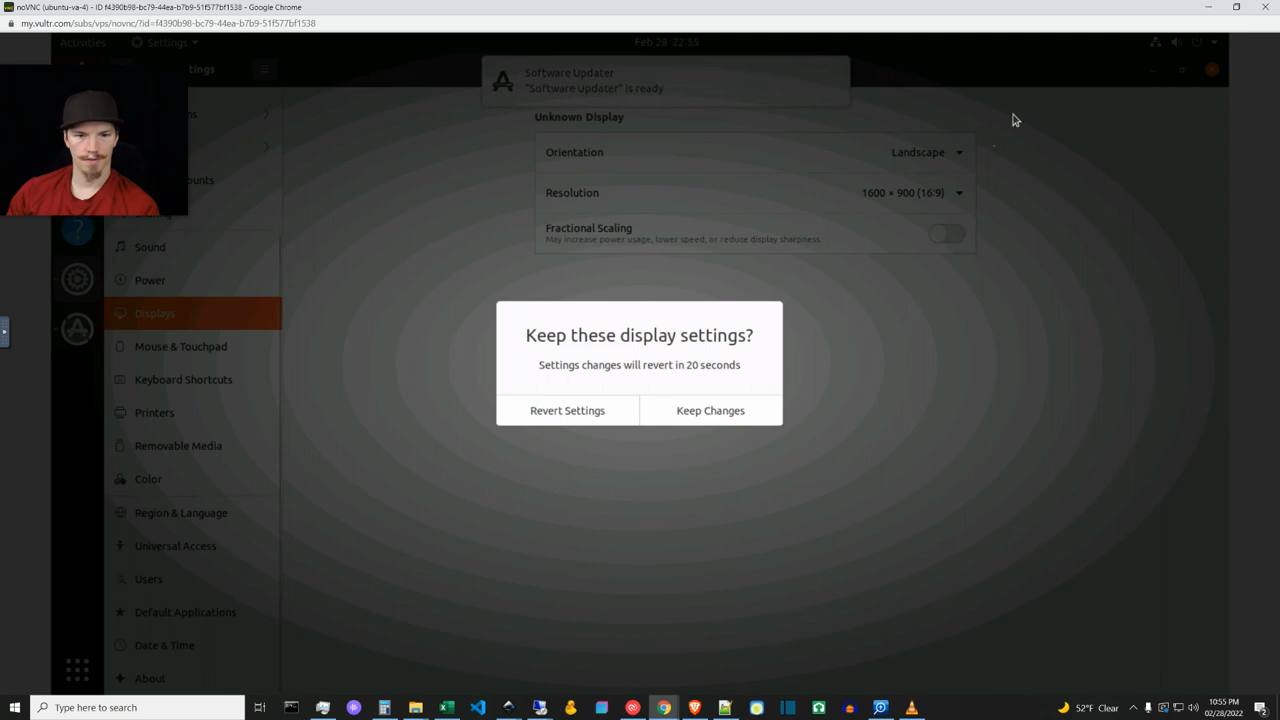 noVNC (ubuntu-va-4) - ID f4390b98-bc79-44ea-b7b9-51f577bf1538 - Google Chrome
my.vultr.com/subs/vps/novnc/?id=f4390b98-bc79-44ea-b7b9-51f577bf1538
Activities
Settings
Feb 28 22:55
tings
Software Updater
"Software Updater" is ready
Unknown Display
Orientation
Landscape
Resolution
1600 × 900 (16:9)
Fractional Scaling
May increase power usage, lower speed, or reduce display sharpness.
ns
ounts
Sound
Power
Displays
Mouse & Touchpad
Keyboard Shortcuts
Printers
Removable Media
Color
Region & Language
Universal Access
Users
Default Applications
Date & Time
About
Keep these display settings?
Settings changes will revert in 20 seconds
Revert Settings
Keep Changes
Type here to search
52°F Clear
10:55 PM
02/28/2022
2